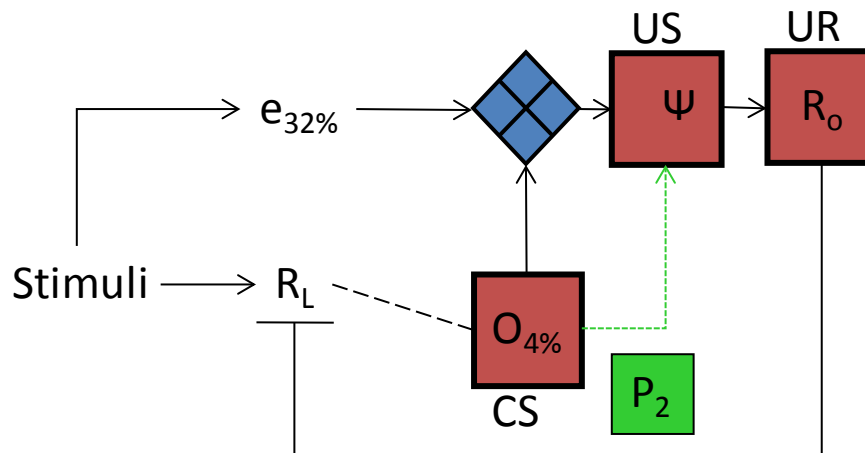 US
UR
e32%
Ψ
Ro
Stimuli
RL
O4%
CS
P2